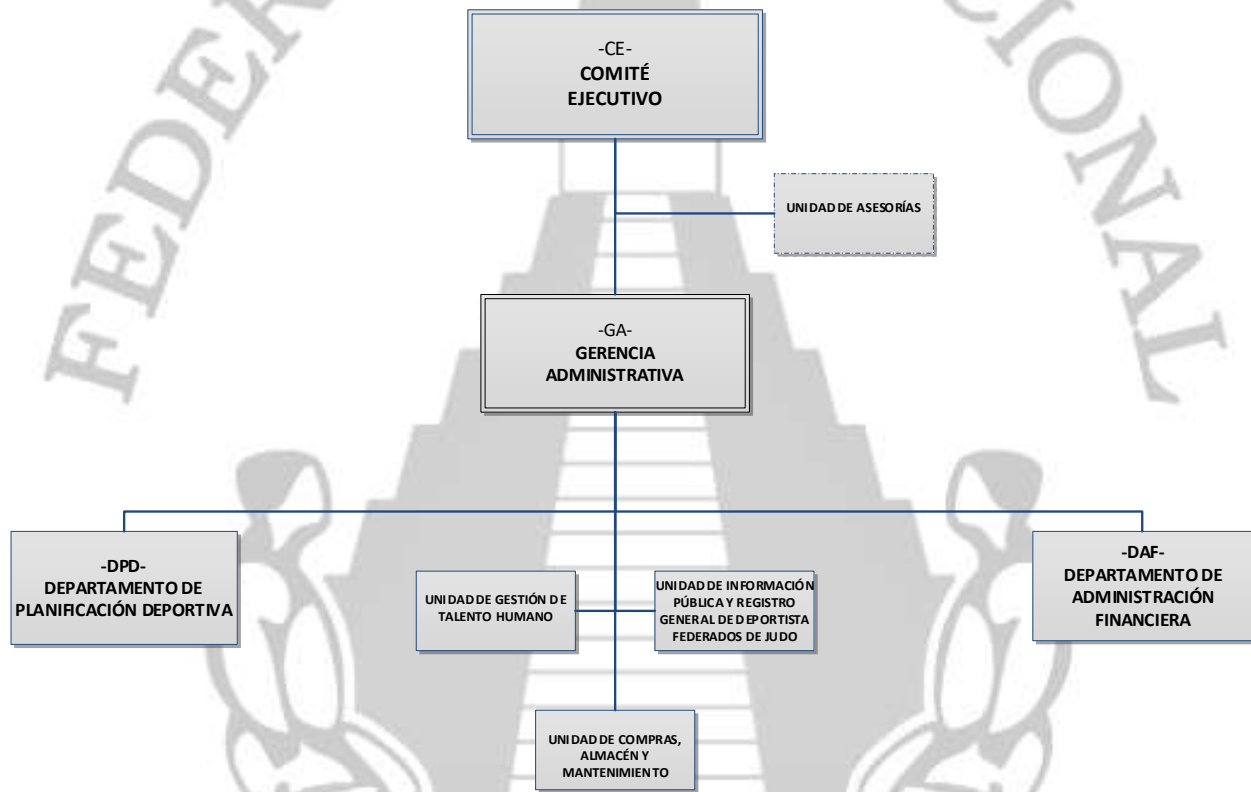 FEDER
CIONAL
-CE-
COMITÉ
EJECUTIVO
UNIDAD DE ASESORÍAS
-GA-
GERENCIA
ADMINISTRATIVA
-DPD-
DEPARTAMENTO DE
PLANIFICACIÓN DEPORTIVA
UNIDAD DE GESTIÓN DE
TALENTO HUMANO
UNIDAD DE INFORMACIÓN
PÚBLICA Y REGISTRO
GENERAL DE DEPORTISTA
FEDERADOS DE JUDO
-DAF-
DEPARTAMENTO DE
ADMINISTRACIÓN
FINANCIERA
UNIDAD DE COMPRAS,
ALMACÉN Y
MANTENIMIENTO